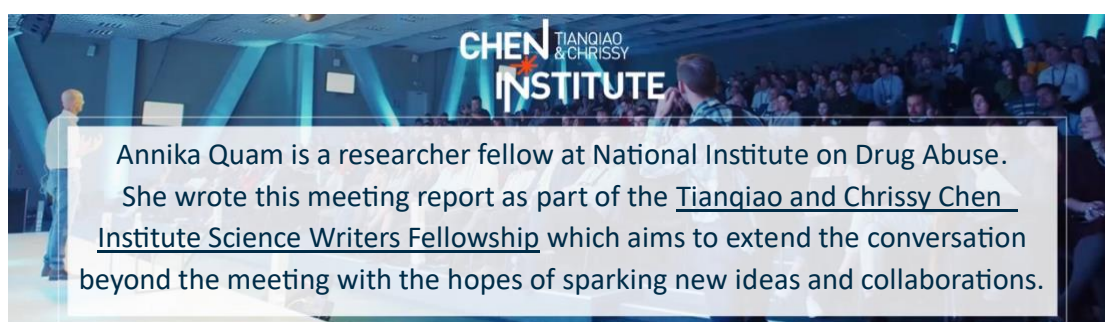 CHEN TIANQIAO
& CHRISSY
INSTITUTE
Annika Quam is a researcher fellow at National Institute on Drug Abuse.
She wrote this meeting report as part of the Tianqiao and Chrissy Chen
Institute Science Writers Fellowship which aims to extend the conversation
beyond the meeting with the hopes of sparking new ideas and collaborations.